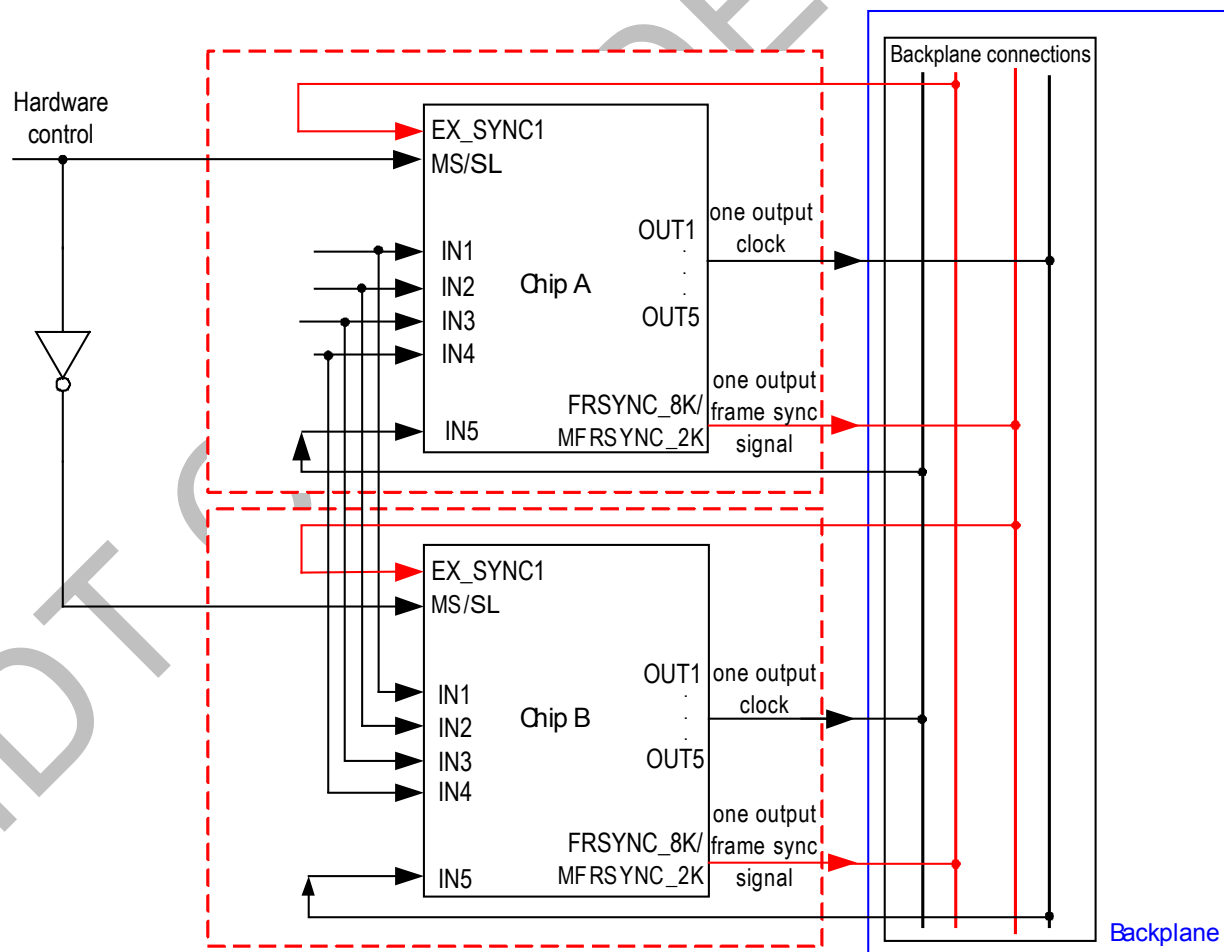 Backplane connections
Hardware
control
EX_SYNC1
MS/SL
IN1
IN2
IN3
IN4
IN5
Chip A
OUT1
.
.
.
OUT5
FRSYNC_8K/
MFRSYNC_2K
one output
clock
one output
frame sync
signal
EX_SYNC1
MS/SL
IN1
IN2
IN3
IN4
IN5
Chip B
OUT1
.
.
.
OUT5
FRSYNC_8K/
MFRSYNC_2K
one output
clock
one output
frame sync
signal
Backplane